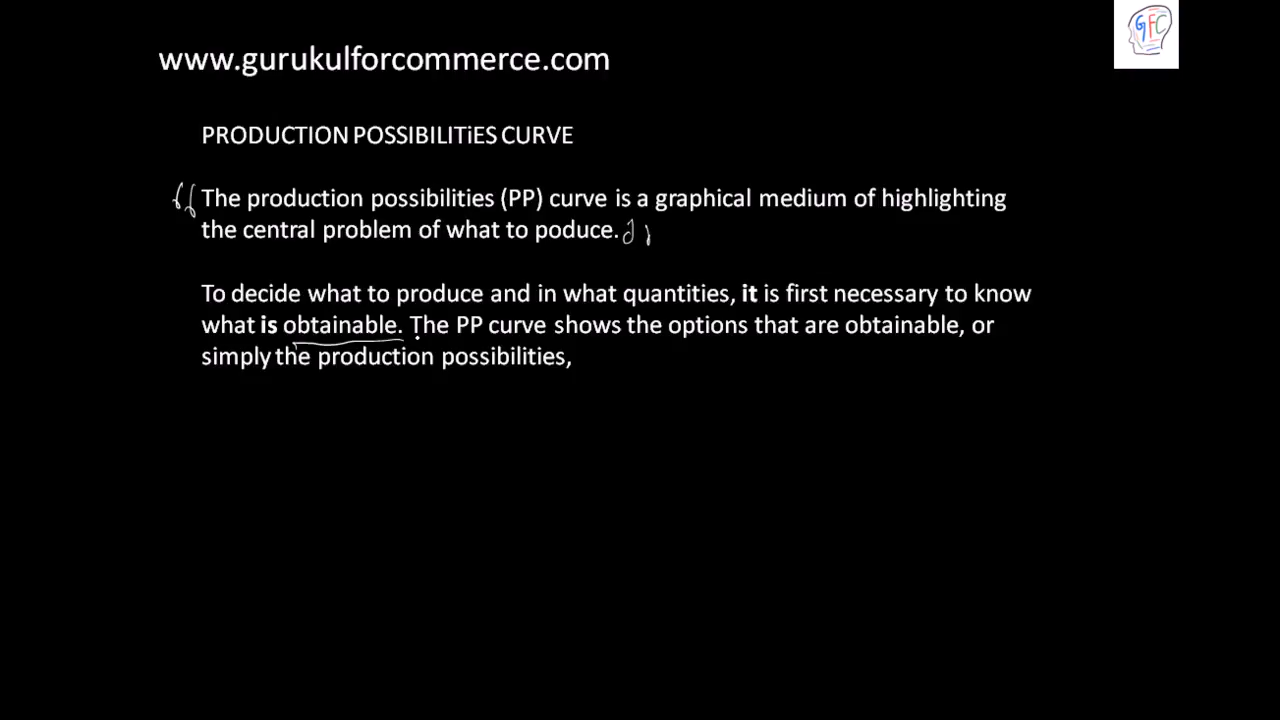 GFC
www.gurukulforcommerce.com
PRODUCTION POSSIBILITiES CURVE
The production possibilities (PP) curve is a graphical medium of highlighting
the central problem of what to poduce.
To decide what to produce and in what quantities, it is first necessary to know
what is obtainable. The PP curve shows the options that are obtainable, or
simply the production possibilities,